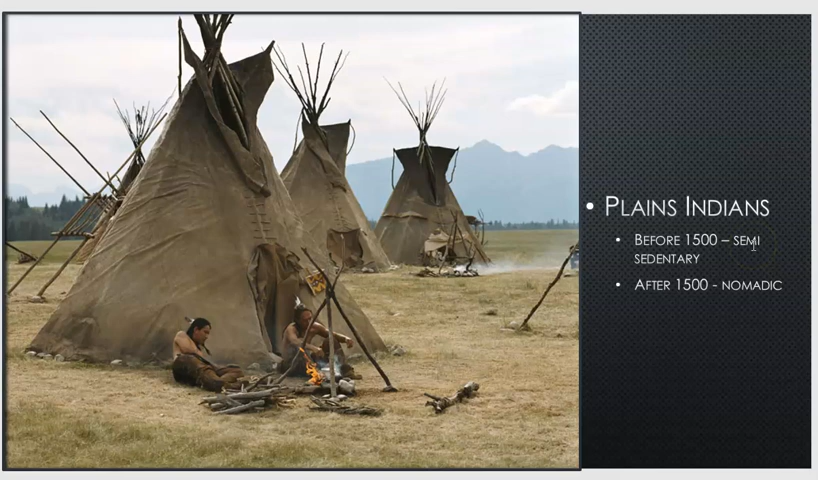 • Plains Indians
• Before 1500 – semi
sedentary
• After 1500 - nomadic